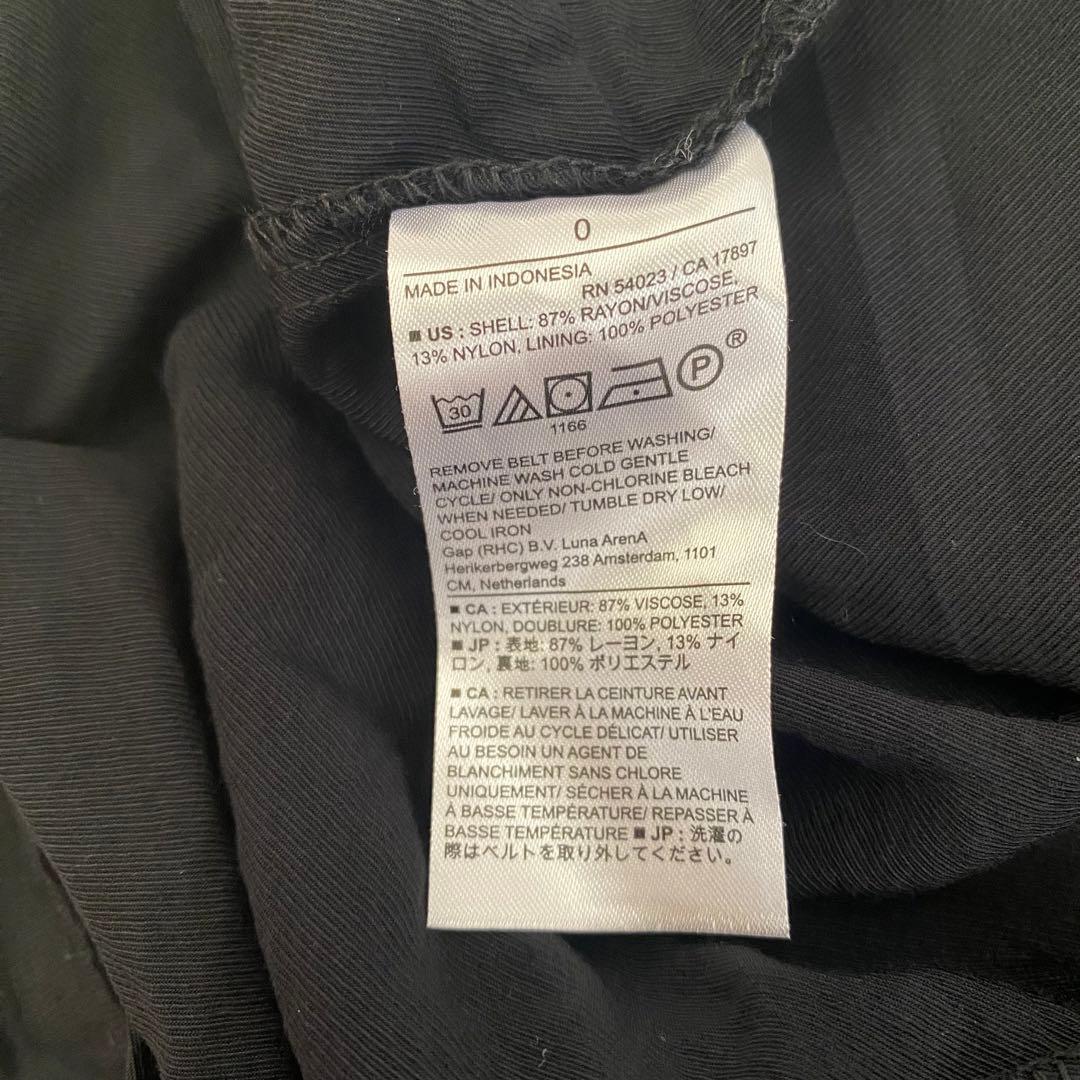 0
MADE IN INDONESIA
RN 54023 / CA 17897
■ US : SHELL: 87% RAYON/VISCOSE,
13% NYLON, LINING: 100% POLYESTER
30
P
®
1166
REMOVE BELT BEFORE WASHING/
MACHINE WASH COLD GENTLE
CYCLE/ ONLY NON-CHLORINE BLEACH
WHEN NEEDED/ TUMBLE DRY LOW/
COOL IRON
Gap (RHC) B.V. Luna ArenA
Herikerbergweg 238 Amsterdam, 1101
CM, Netherlands
■ CA : EXTÉRIEUR: 87% VISCOSE, 13%
NYLON, DOUBLURE: 100% POLYESTER
■ JP : 表地: 87% レーヨン, 13% ナイ
ロン, 裏地: 100% ポリエステル
■ CA : RETIRER LA CEINTURE AVANT
LAVAGE/ LAVER À LA MACHINE À L'EAU
FROIDE AU CYCLE DÉLICAT/ UTILISER
AU BESOIN UN AGENT DE
BLANCHIMENT SANS CHLORE
UNIQUEMENT/ SÉCHER À LA MACHINE
À BASSE TEMPÉRATURE/ REPASSER À
BASSE TEMPÉRATURE ■ JP : 洗濯の
際はベルトを取り外してください。